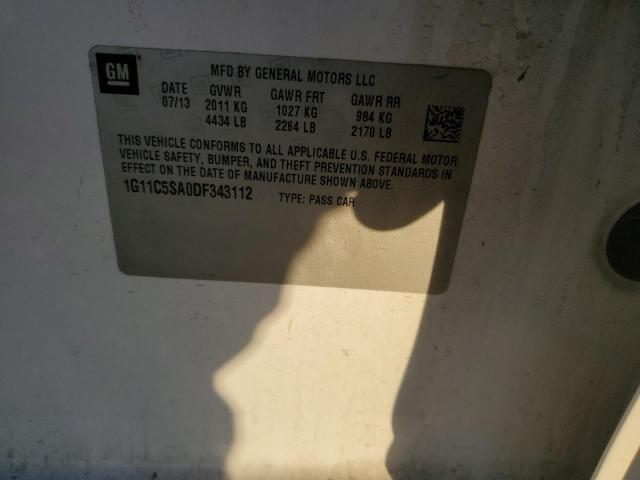 GM
MFD BY GENERAL MOTORS LLC
DATE GVWR GAWR FRT GAWR RR
07/13 2011 KG 1027 KG 984 KG
4434 LB 2264 LB 2170 LB
THIS VEHICLE CONFORMS TO ALL APPLICABLE U.S. FEDERAL MOTOR
VEHICLE SAFETY, BUMPER, AND THEFT PREVENTION STANDARDS IN
EFFECT ON THE DATE OF MANUFACTURE SHOWN ABOVE.
1G11C5SA0DF343112 TYPE: PASS CAR